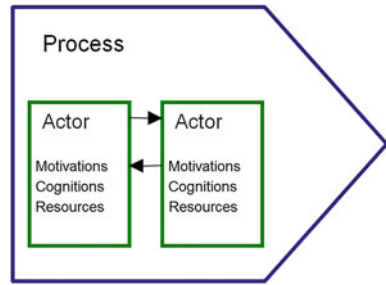 Process
Actor
Motivations
Cognitions
Resources
Actor
Motivations
Cognitions
Resources